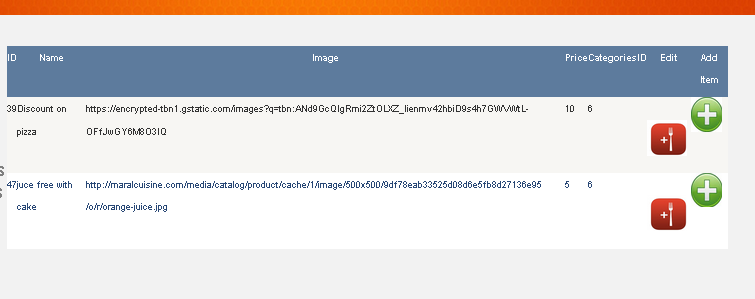 ID Name Image Price CategoriesID Edit Add
Item
39 Discount on https://encrypted-tbn1.gstatic.com/images?q=tbn: 10 6
pizza
47 juce free with http://maralcuisine.com/media/catalog/product/cache/1/image/500x500/9df78eab33525d08d6e5fb8d27136e95 5 6
cake /o/r/orange-juice.jpg